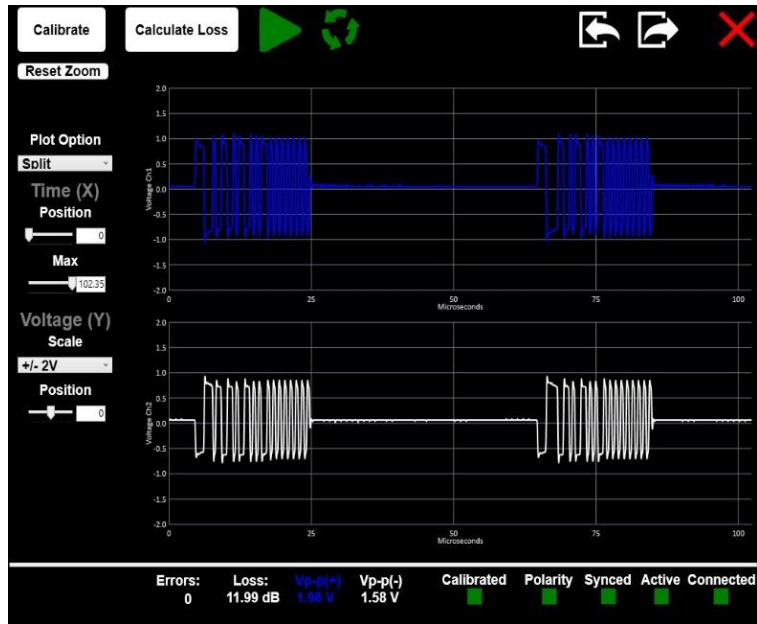 Calibrate
Calculate Loss
Reset Zoom
Plot Option
Split
Time (X)
Position
0
Max
102.35
Voltage (Y)
Scale
+/- 2V
Position
0
2.0
1.5
1.0
0.5
0.0
-0.5
-1.0
-1.5
-2.0
Voltage Ch1
0 25 50 75 100
Microseconds
2.0
1.5
1.0
0.5
0.0
-0.5
-1.0
-1.5
-2.0
Voltage Ch2
0 25 50 75 100
Microseconds
Errors: Loss: Vp-p(+) Vp-p(-) Calibrated Polarity Synced Active Connected
0 11.99 dB 1.98 V 1.58 V